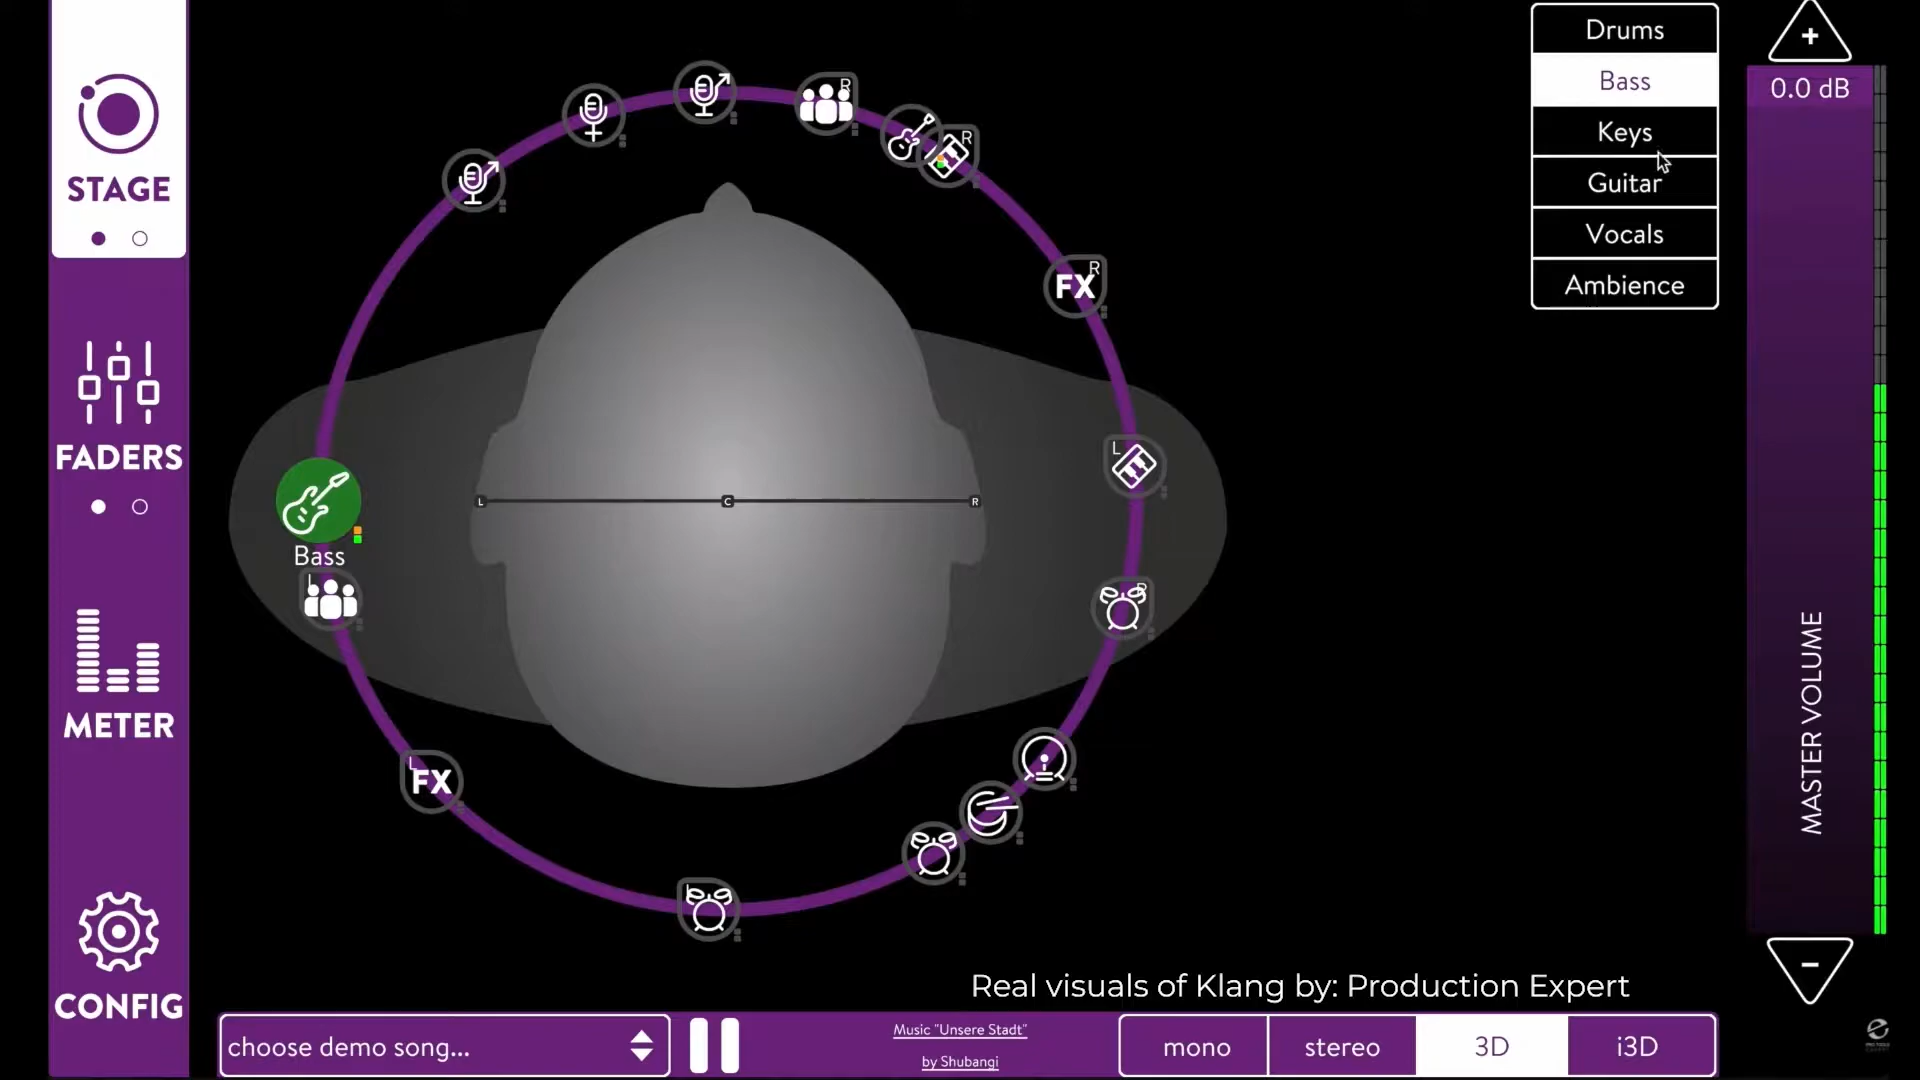 STAGE
FADERS
METER
CONFIG
R
R
R
FX
L
R
L C R
Bass
L
L
FX
L
Drums
Bass
Keys
Guitar
Vocals
Ambience
+
0.0 dB
MASTER VOLUME
-
Real visuals of Klang by: Production Expert
choose demo song...
Music "Unsere Stadt"
by Shubangi
mono
stereo
3D
i3D